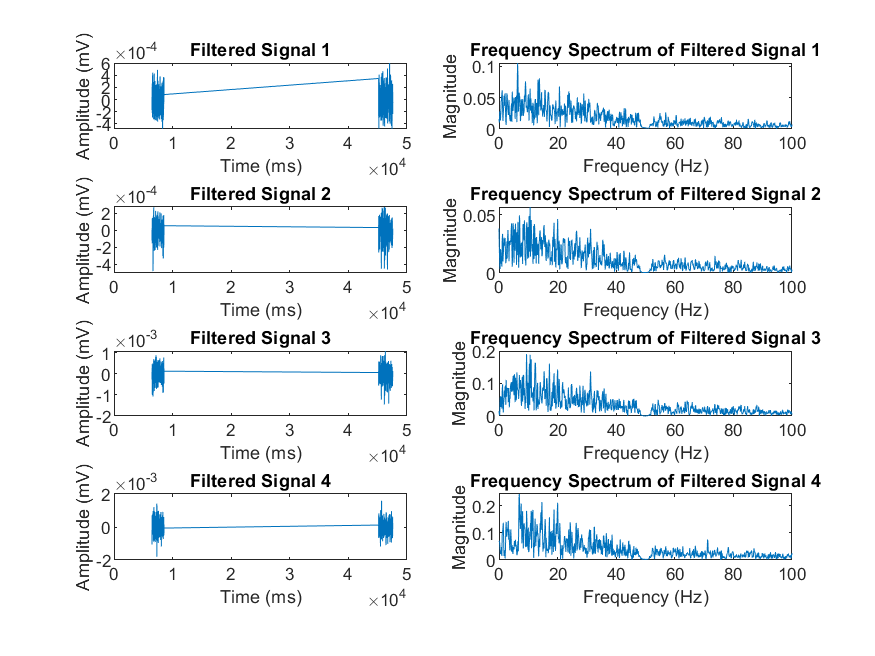 Filtered Signal 1
×10^-4
Amplitude (mV)
6
4
2
0
-2
-4
0 1 2 3 4 5
Time (ms)
×10^4
Frequency Spectrum of Filtered Signal 1
Magnitude
0.1
0.05
0
0 20 40 60 80 100
Frequency (Hz)
Filtered Signal 2
×10^-4
Amplitude (mV)
2
0
-2
-4
0 1 2 3 4 5
Time (ms)
×10^4
Frequency Spectrum of Filtered Signal 2
Magnitude
0.05
0
0 20 40 60 80 100
Frequency (Hz)
Filtered Signal 3
×10^-3
Amplitude (mV)
1
0
-1
-2
0 1 2 3 4 5
Time (ms)
×10^4
Frequency Spectrum of Filtered Signal 3
Magnitude
0.2
0.1
0
0 20 40 60 80 100
Frequency (Hz)
Filtered Signal 4
×10^-3
Amplitude (mV)
2
0
-2
0 1 2 3 4 5
Time (ms)
×10^4
Frequency Spectrum of Filtered Signal 4
Magnitude
0.2
0.1
0
0 20 40 60 80 100
Frequency (Hz)